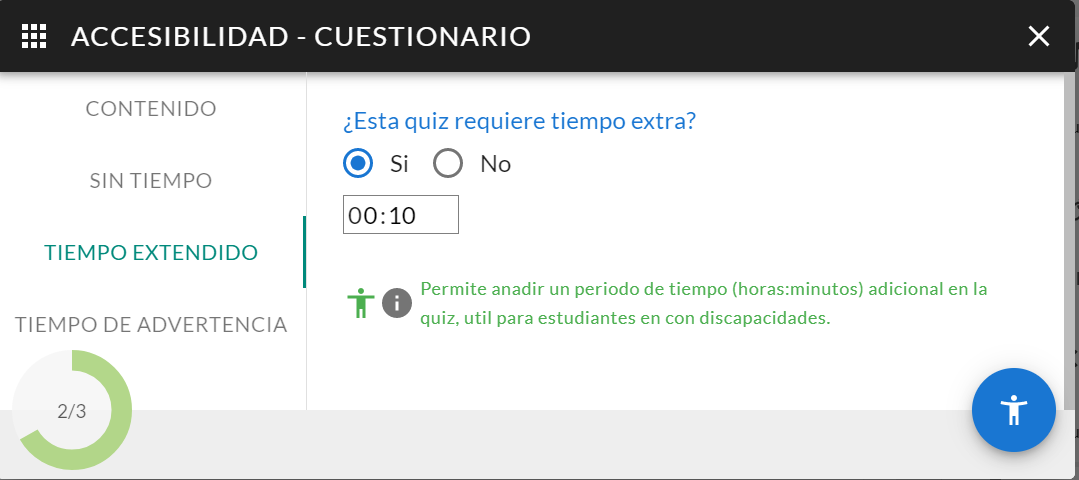 ACCESIBILIDAD - CUESTIONARIO
CONTENIDO
SIN TIEMPO
TIEMPO EXTENDIDO
TIEMPO DE ADVERTENCIA
2/3
¿Esta quiz requiere tiempo extra?
Si No
00:10
Permite anadir un periodo de tiempo (horas:minutos) adicional en la
quiz, util para estudiantes en con discapacidades.